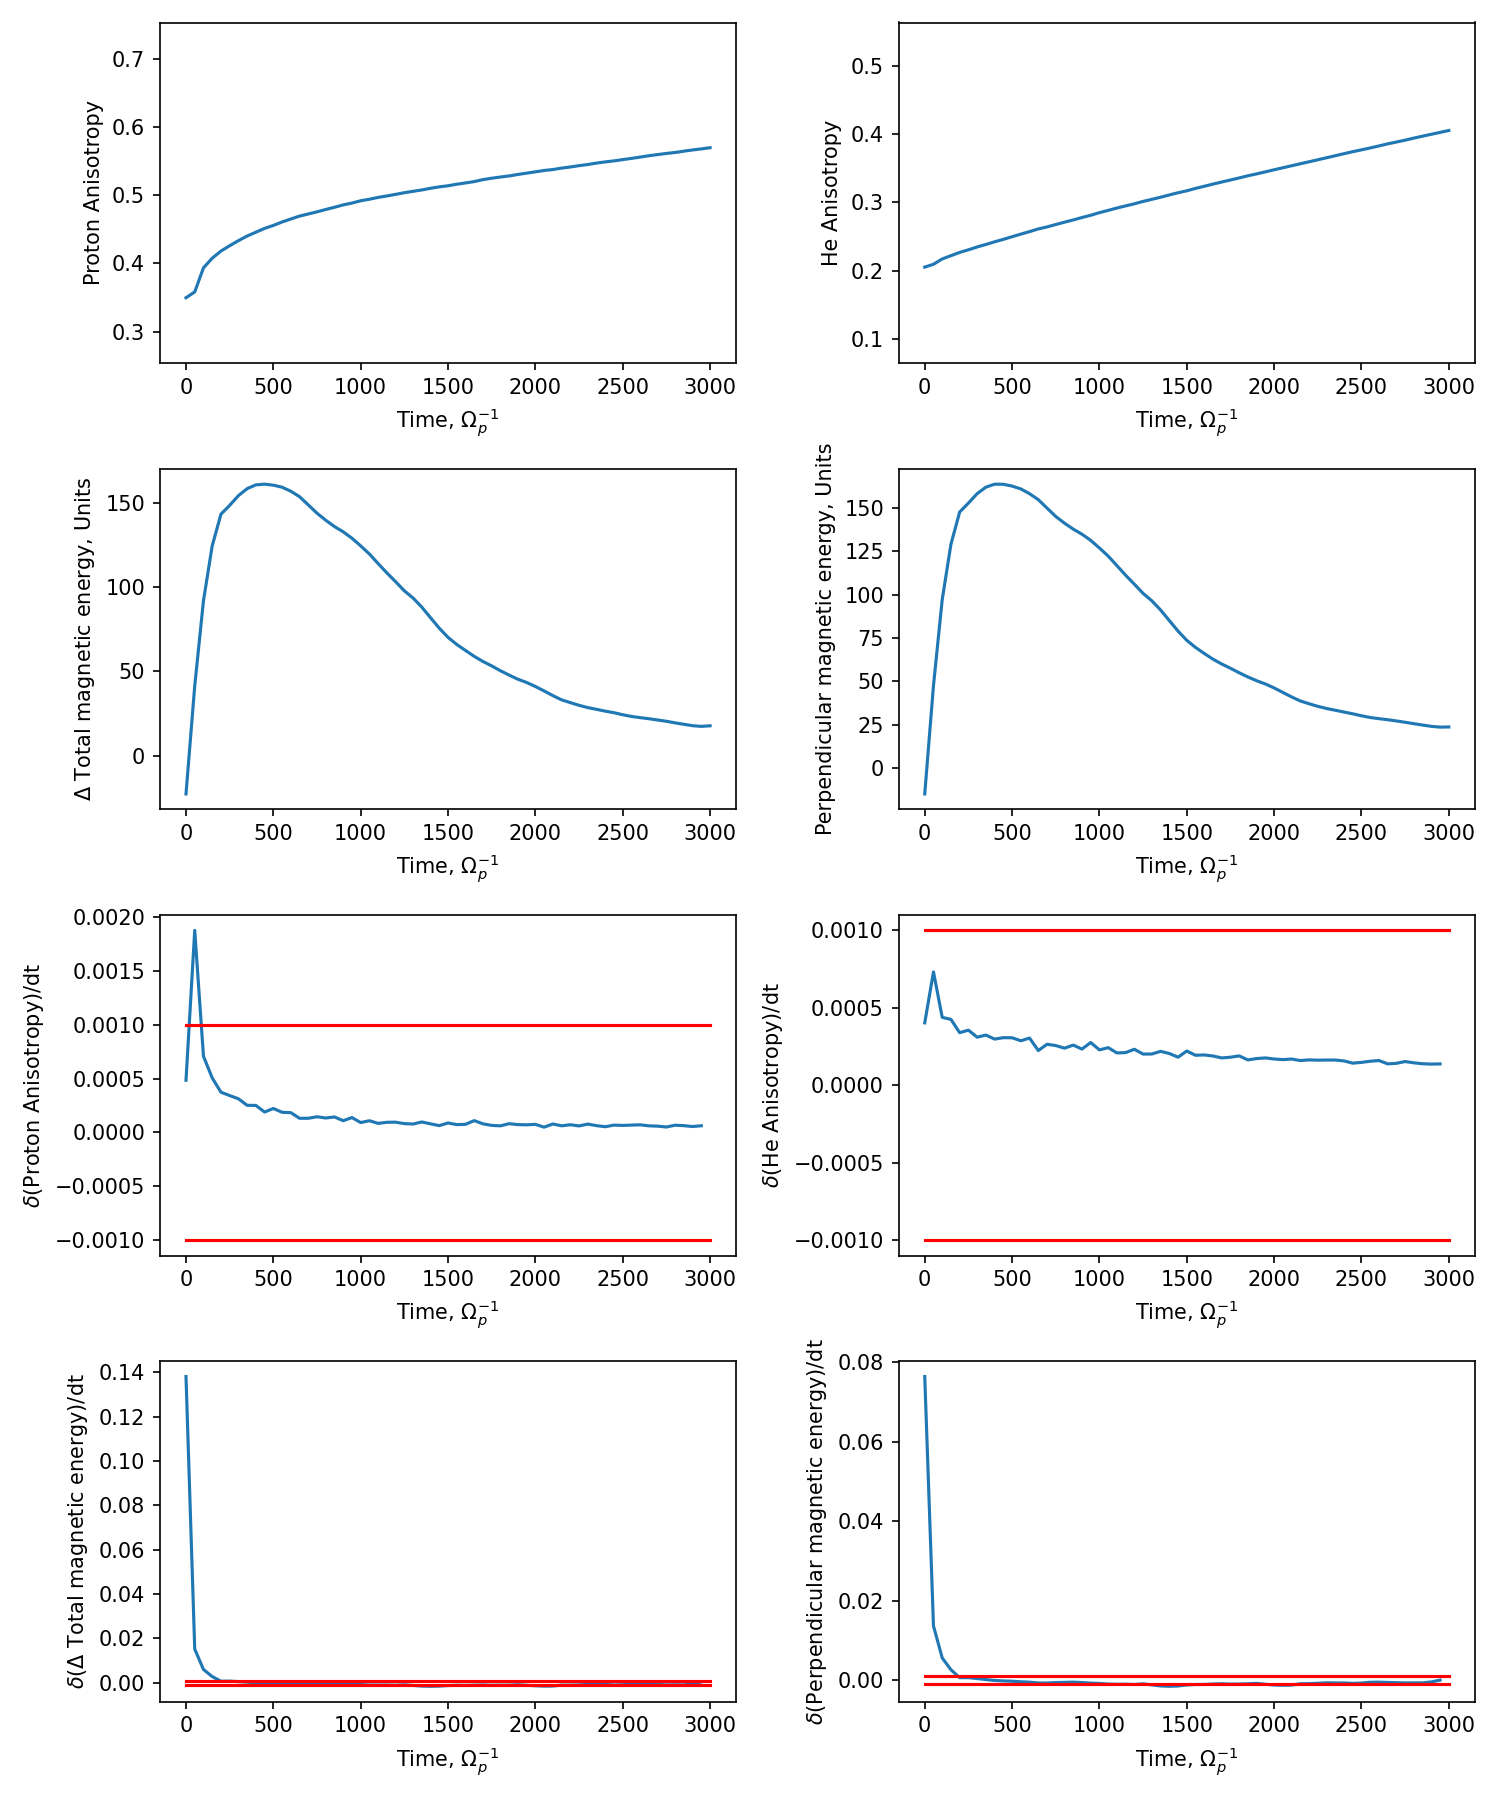 Proton Anisotropy
0.7
0.6
0.5
0.4
0.3
0 500 1000 1500 2000 2500 3000
Time, Ω_p^{-1}
He Anisotropy
0.5
0.4
0.3
0.2
0.1
0 500 1000 1500 2000 2500 3000
Time, Ω_p^{-1}
Δ Total magnetic energy, Units
150
100
50
0
0 500 1000 1500 2000 2500 3000
Time, Ω_p^{-1}
Perpendicular magnetic energy, Units
150
125
100
75
50
25
0
0 500 1000 1500 2000 2500 3000
Time, Ω_p^{-1}
δ(Proton Anisotropy)/dt
0.0020
0.0015
0.0010
0.0005
0.0000
−0.0005
−0.0010
0 500 1000 1500 2000 2500 3000
Time, Ω_p^{-1}
δ(He Anisotropy)/dt
0.0010
0.0005
0.0000
−0.0005
−0.0010
0 500 1000 1500 2000 2500 3000
Time, Ω_p^{-1}
δ(Δ Total magnetic energy)/dt
0.14
0.12
0.10
0.08
0.06
0.04
0.02
0.00
0 500 1000 1500 2000 2500 3000
Time, Ω_p^{-1}
δ(Perpendicular magnetic energy)/dt
0.08
0.06
0.04
0.02
0.00
0 500 1000 1500 2000 2500 3000
Time, Ω_p^{-1}